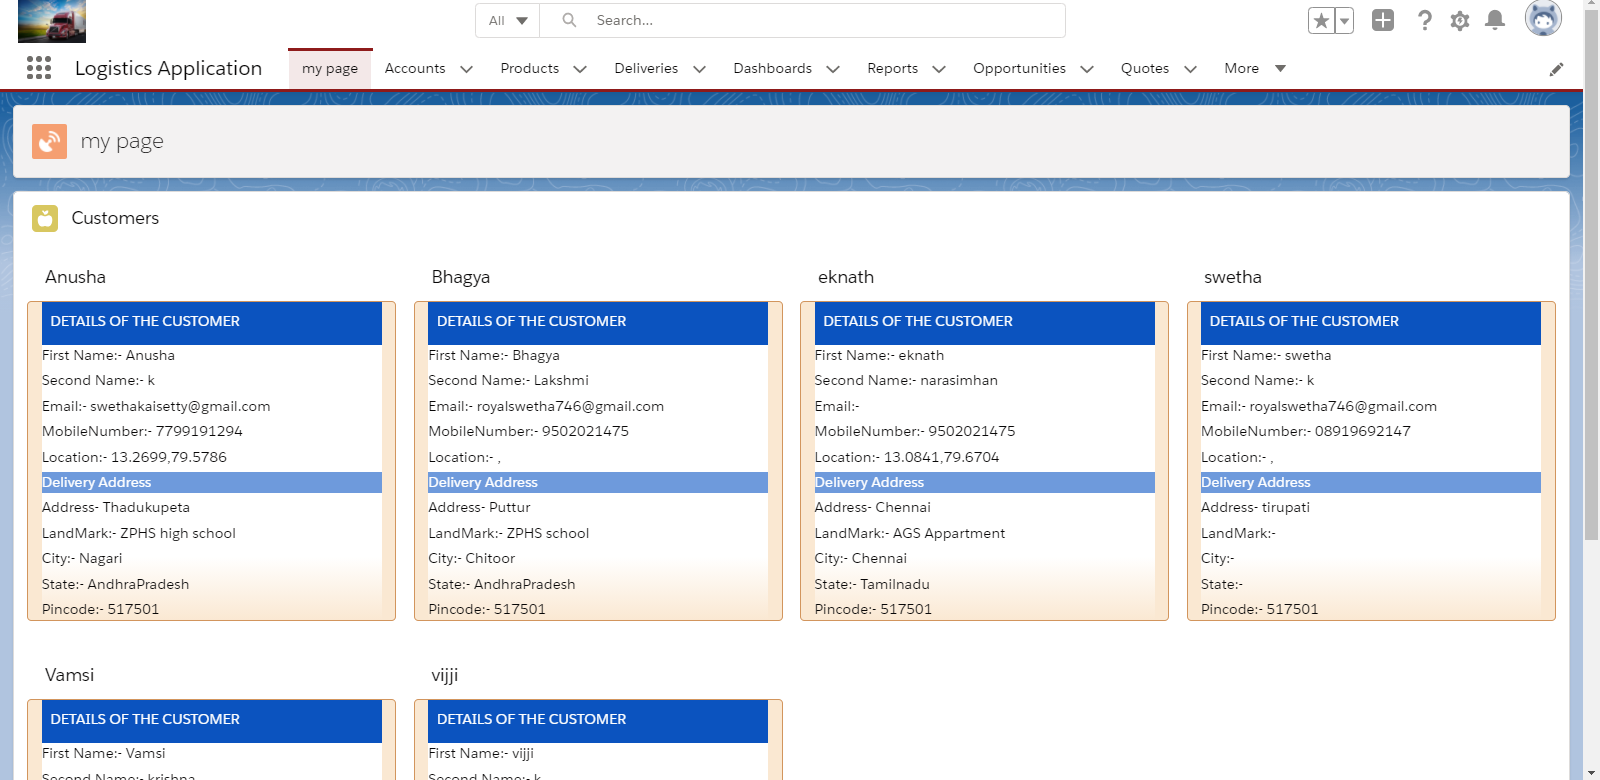 All
Search...
Logistics Application
my page
Accounts
Products
Deliveries
Dashboards
Reports
Opportunities
Quotes
More
my page
Customers
Anusha
DETAILS OF THE CUSTOMER
First Name:- Anusha
Second Name:- k
Email:- swethakaisetty@gmail.com
MobileNumber:- 7799191294
Location:- 13.2699,79.5786
Delivery Address
Address- Thadukupeta
LandMark:- ZPHS high school
City:- Nagari
State:- AndhraPradesh
Pincode:- 517501
Bhagya
DETAILS OF THE CUSTOMER
First Name:- Bhagya
Second Name:- Lakshmi
Email:- royalswetha746@gmail.com
MobileNumber:- 9502021475
Location:- ,
Delivery Address
Address- Puttur
LandMark:- ZPHS school
City:- Chitoor
State:- AndhraPradesh
Pincode:- 517501
eknath
DETAILS OF THE CUSTOMER
First Name:- eknath
Second Name:- narasimhan
Email:-
MobileNumber:- 9502021475
Location:- 13.0841,79.6704
Delivery Address
Address- Chennai
LandMark:- AGS Appartment
City:- Chennai
State:- Tamilnadu
Pincode:- 517501
swetha
DETAILS OF THE CUSTOMER
First Name:- swetha
Second Name:- k
Email:- royalswetha746@gmail.com
MobileNumber:- 08919692147
Location:- ,
Delivery Address
Address- tirupati
LandMark:-
City:-
State:-
Pincode:- 517501
Vamsi
DETAILS OF THE CUSTOMER
First Name:- Vamsi
Second Name:- krishna
vijji
DETAILS OF THE CUSTOMER
First Name:- vijji
Second Name:- k